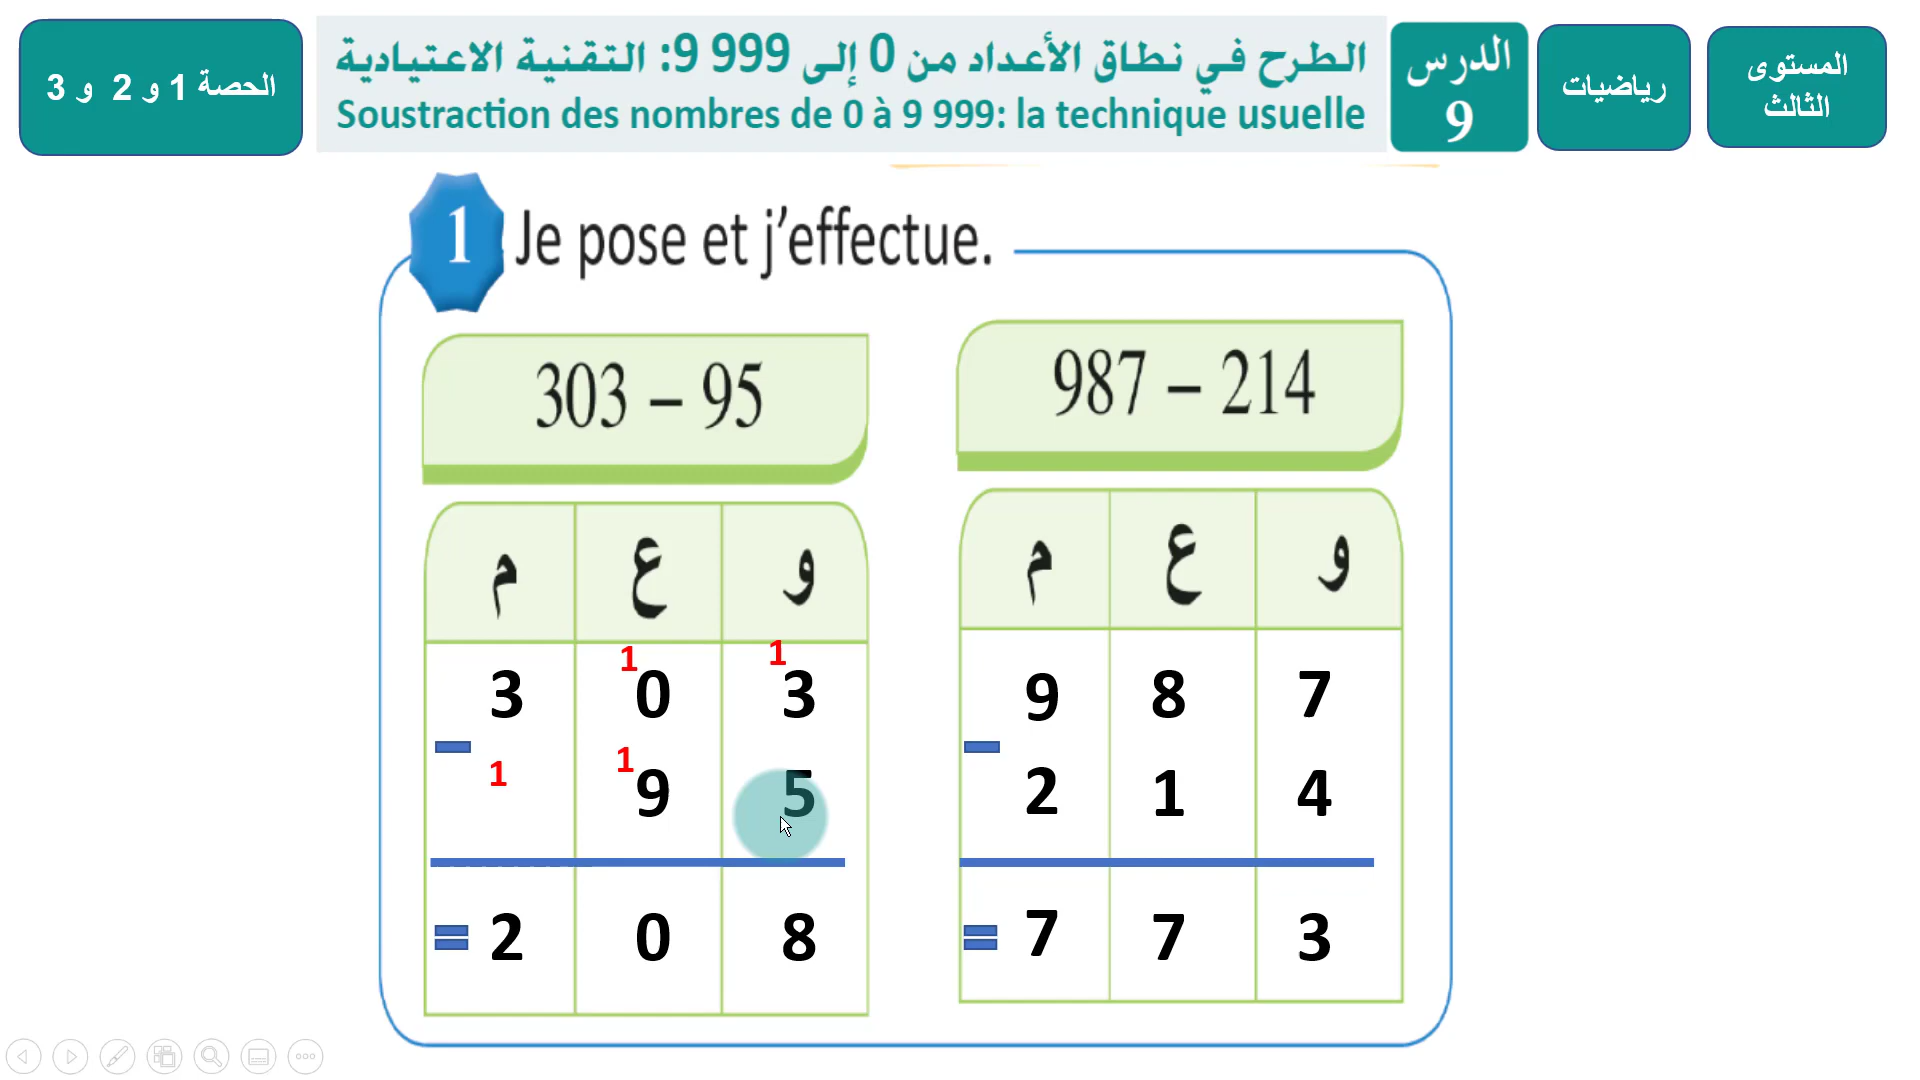 المستوى
الثالث
رياضيات
الدرس
9
الطرح في نطاق الأعداد من 0 إلى 999 9: التقنية الاعتيادية
Soustraction des nombres de 0 à 9 999: la technique usuelle
الحصة 1 و 2 و 3
1 Je pose et j'effectue.
303 – 95
م ع و
1 1
3 0 3
–
1 1
9 5
= 2 0 8
987 – 214
م ع و
9 8 7
–
2 1 4
= 7 7 3